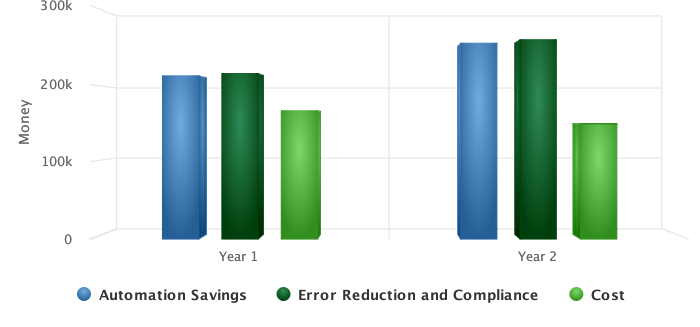 300k
200k
100k
0
Money
Year 1
Year 2
Automation Savings
Error Reduction and Compliance
Cost